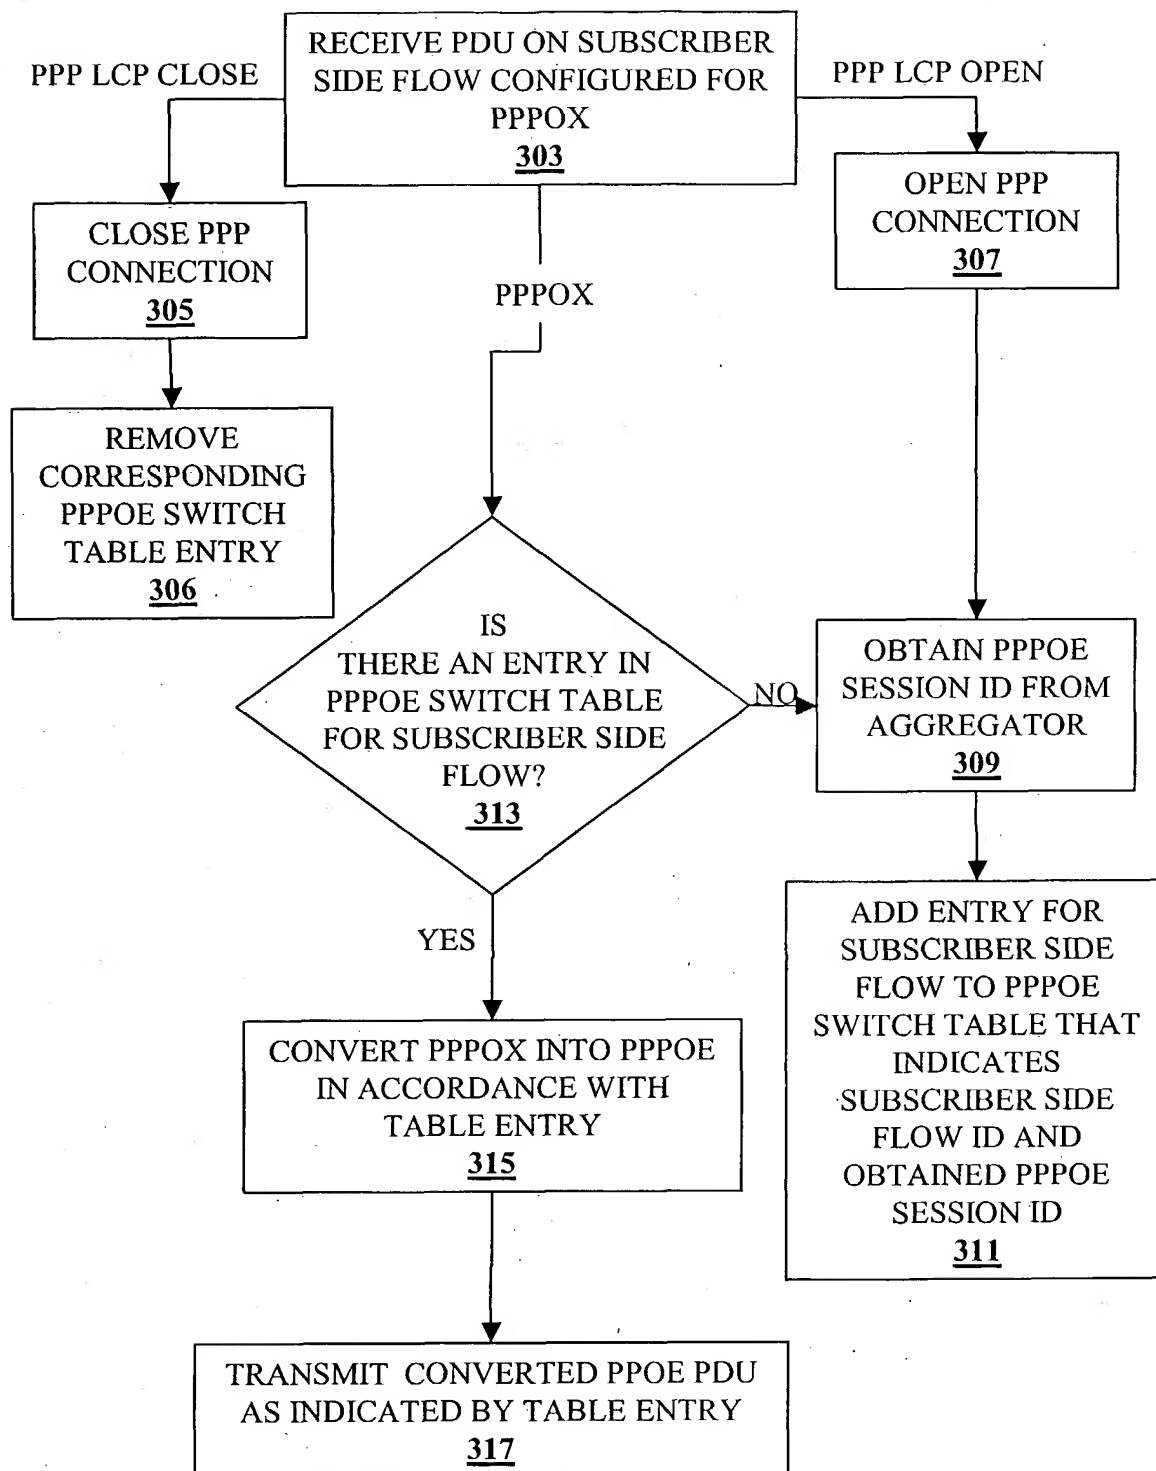 RECEIVE PDU ON SUBSCRIBER
SIDE FLOW CONFIGURED FOR
PPPOX
303
PPP LCP CLOSE
PPP LCP OPEN
CLOSE PPP
CONNECTION
305
OPEN PPP
CONNECTION
307
PPPOX
REMOVE
CORRESPONDING
PPPOE SWITCH
TABLE ENTRY
306
IS
THERE AN ENTRY IN
PPPOE SWITCH TABLE
FOR SUBSCRIBER SIDE
FLOW?
313
NO
OBTAIN PPPOE
SESSION ID FROM
AGGREGATOR
309
YES
ADD ENTRY FOR
SUBSCRIBER SIDE
FLOW TO PPPOE
SWITCH TABLE THAT
INDICATES
SUBSCRIBER SIDE
FLOW ID AND
OBTAINED PPPOE
SESSION ID
311
CONVERT PPPOX INTO PPPOE
IN ACCORDANCE WITH
TABLE ENTRY
315
TRANSMIT CONVERTED PPOE PDU
AS INDICATED BY TABLE ENTRY
317